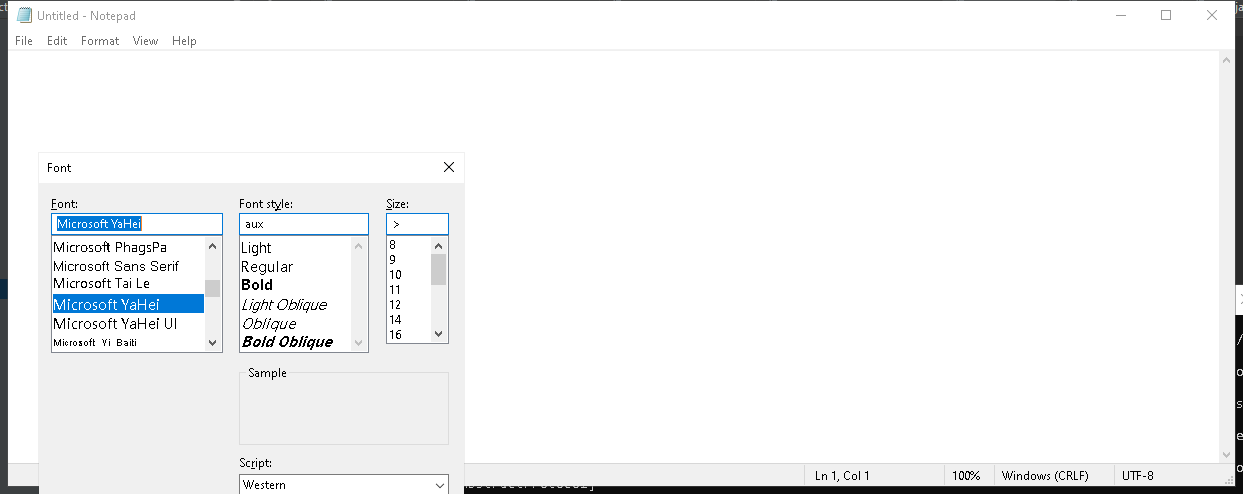 Untitled - Notepad
File Edit Format View Help
Font
Font: Font style: Size:
Microsoft YaHei aux >
Microsoft PhagsPa
Microsoft Sans Serif
Microsoft Tai Le
Microsoft YaHei
Microsoft YaHei UI
Microsoft Yi Baiti
Light
Regular
Bold
Light Oblique
Oblique
Bold Oblique
8
9
10
11
12
14
16
Sample
Script:
Western
Ln 1, Col 1 100% Windows (CRLF) UTF-8